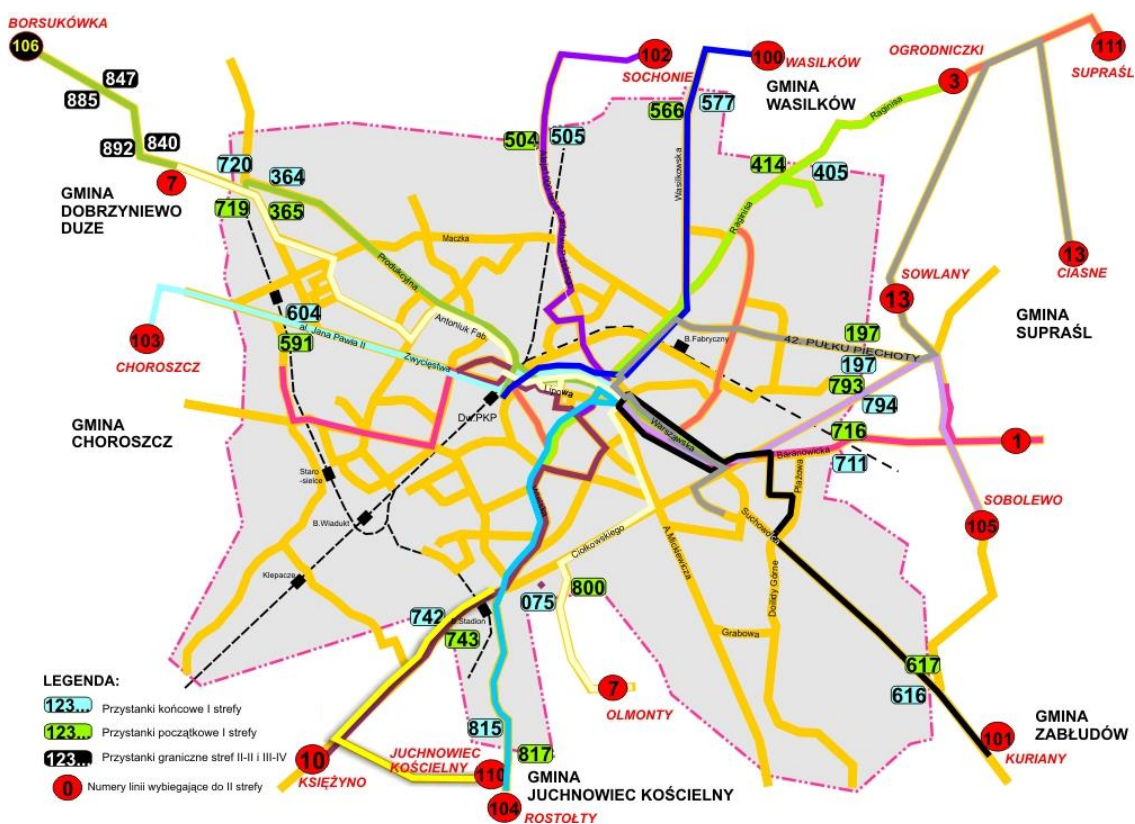 BORSUKÓWKA
106
847
885
892
840
7
GMINA
DOBRZYNIEWO
DUZE
720
719
364
365
102
SOCHONIE
504
505
100
WASILKÓW
GMINA
WASILKÓW
566
577
Wasilkowska
OGRODNICZKI
3
111
SUPRAŚL
Raginisa
414
405
Raginisa
Maczka
Produkcyjna
Antoniuk Fab.
604
591
al. Jana Pawła II
Zwycięstwa
103
CHOROSZCZ
GMINA
CHOROSZCZ
SOWLANY
13
13
CIASNE
GMINA
SUPRAŚL
B.Fabryczny
42. PUŁKU PIECHOTY
197
197
793
794
Lipowa
Dw.PKP
Warszawska
716
711
Baranowicka
1
Plażowa
SOBOLEWO
105
Staro
-sielce
B.Wiadukt
Klepacze
Suchowolca
Ciołkowskiego
A.Mickiewicza
Dojlidy Górne
Grabowa
742
743
B.Stadion
075
800
7
OLMONTY
617
616
101
KURIANY
GMINA
ZABŁUDÓW
815
817
10
KSIĘŻYNO
JUCHNOWIEC
KOŚCIELNY
110
104
ROSTOŁTY
GMINA
JUCHNOWIEC KOŚCIELNY
LEGENDA:
123... Przystanki końcowe I strefy
123... Przystanki początkowe I strefy
123... Przystanki graniczne stref II-II i III-IV
0 Numery linii wybiegające do II strefy